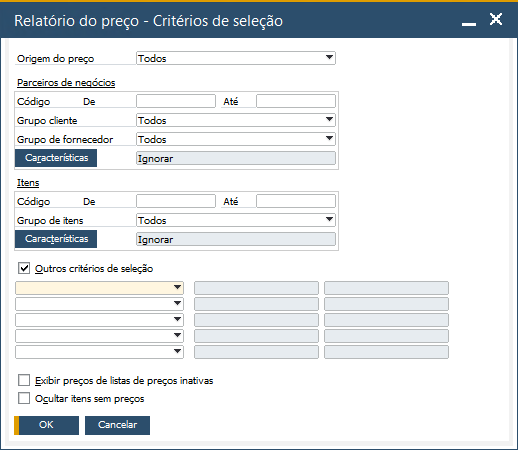 Relatório do preço - Critérios de seleção
Origem do preço Todos
Parceiros de negócios
Código De Até
Grupo cliente Todos
Grupo de fornecedor Todos
Características Ignorar
Itens
Código De Até
Grupo de itens Todos
Características Ignorar
Outros critérios de seleção
Exibir preços de listas de preços inativas
Ocultar itens sem preços
OK Cancelar